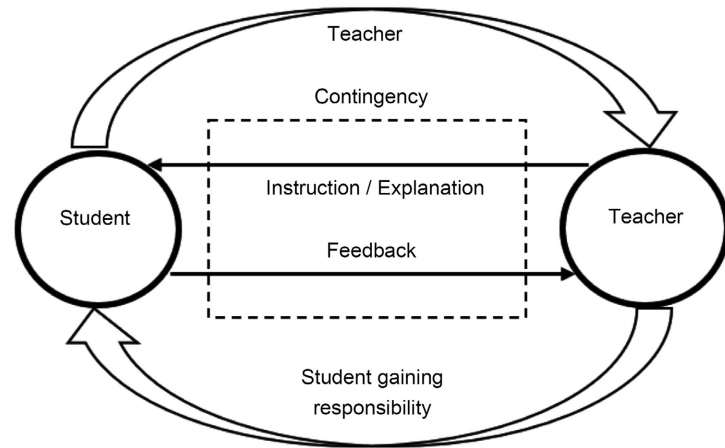 Teacher
Contingency
Instruction / Explanation
Student
Teacher
Feedback
Student gaining
responsibility